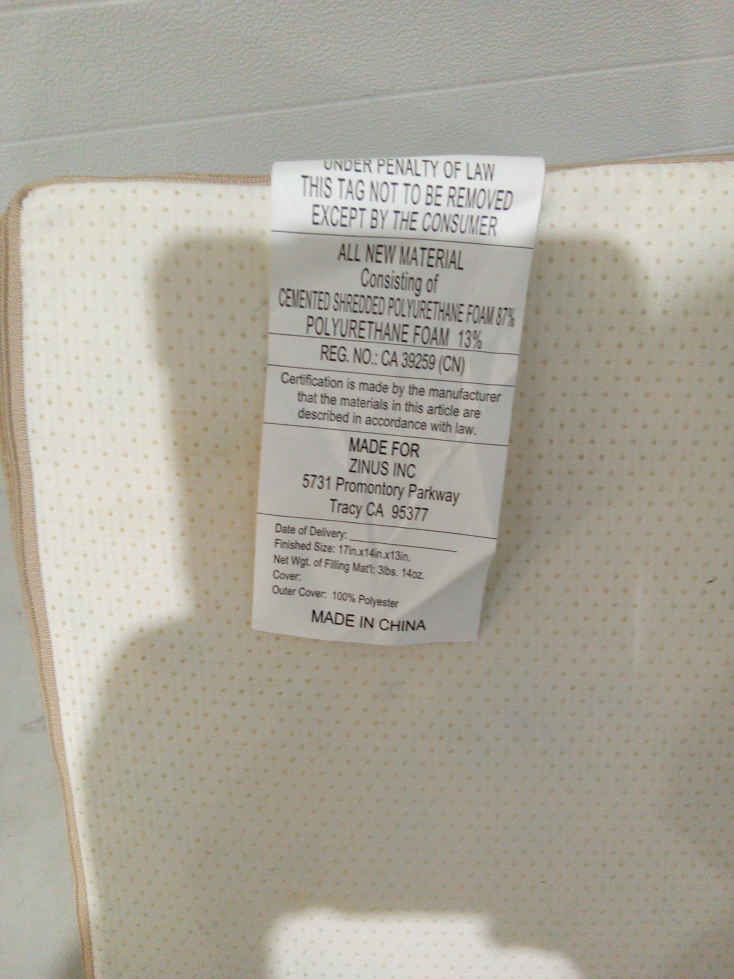 UNDER PENALTY OF LAW
THIS TAG NOT TO BE REMOVED
EXCEPT BY THE CONSUMER
ALL NEW MATERIAL
Consisting of
CEMENTED SHREDDED POLYURETHANE FOAM 87%
POLYURETHANE FOAM 13%
REG. NO.: CA 39259 (CN)
Certification is made by the manufacturer
that the materials in this article are
described in accordance with law.
MADE FOR
ZINUS INC
5731 Promontory Parkway
Tracy CA 95377
Date of Delivery:
Finished Size: 17in.x14in.x13in.
Net Wgt. of Filling Mat'l: 3lbs. 14oz.
Cover:
Outer Cover: 100% Polyester
MADE IN CHINA